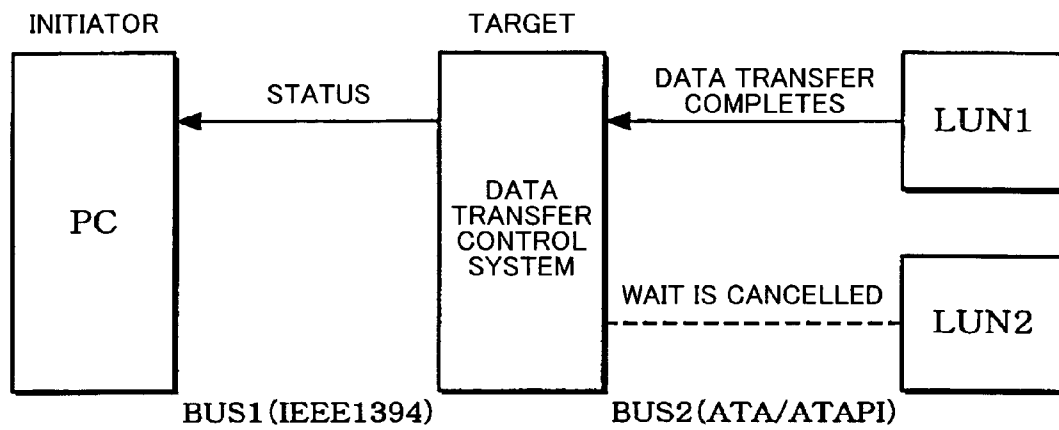 INITIATOR
TARGET
STATUS
DATA TRANSFER
COMPLETES
LUN1
PC
DATA
TRANSFER
CONTROL
SYSTEM
WAIT IS CANCELLED
LUN2
BUS1(IEEE1394)
BUS2(ATA/ATAPI)